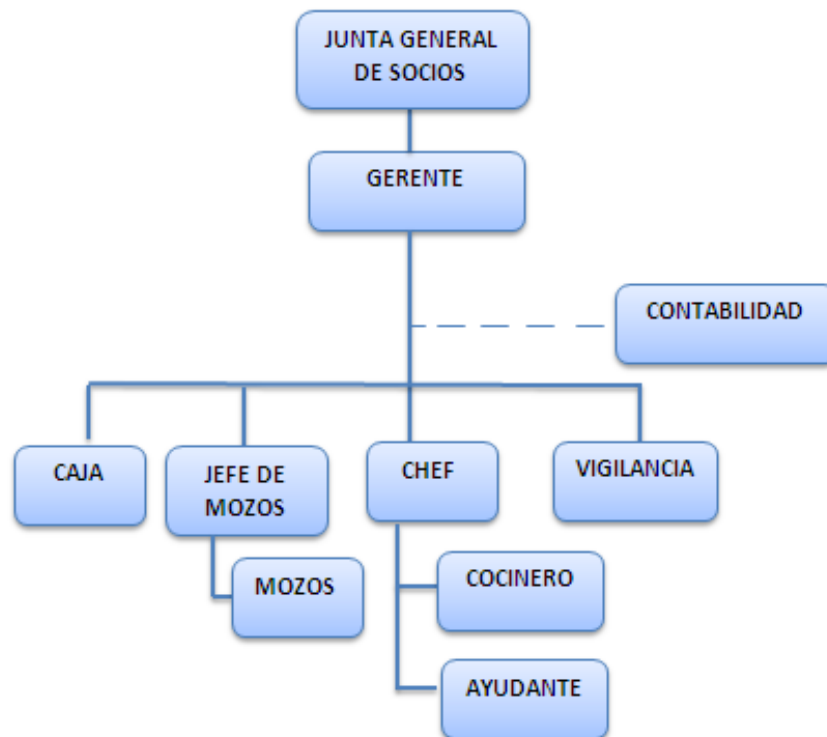 JUNTA GENERAL
DE SOCIOS
GERENTE
CONTABILIDAD
CAJA
JEFE DE
MOZOS
CHEF
VIGILANCIA
MOZOS
COCINERO
AYUDANTE